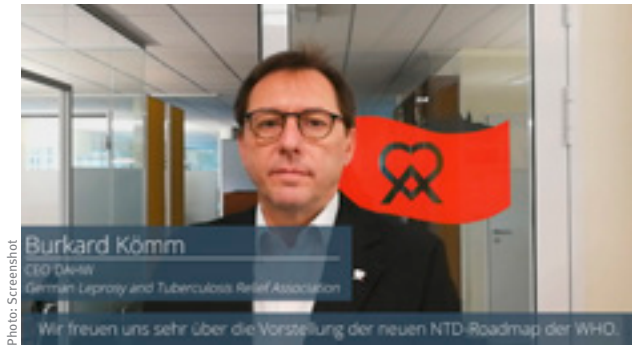 Photo: Screenshot
Burkard Kömm
CEO DAHW
German Leprosy and Tuberculosis Relief Association
Wir freuen uns sehr über die Vorstellung der neuen NTD-Roadmap der WHO.